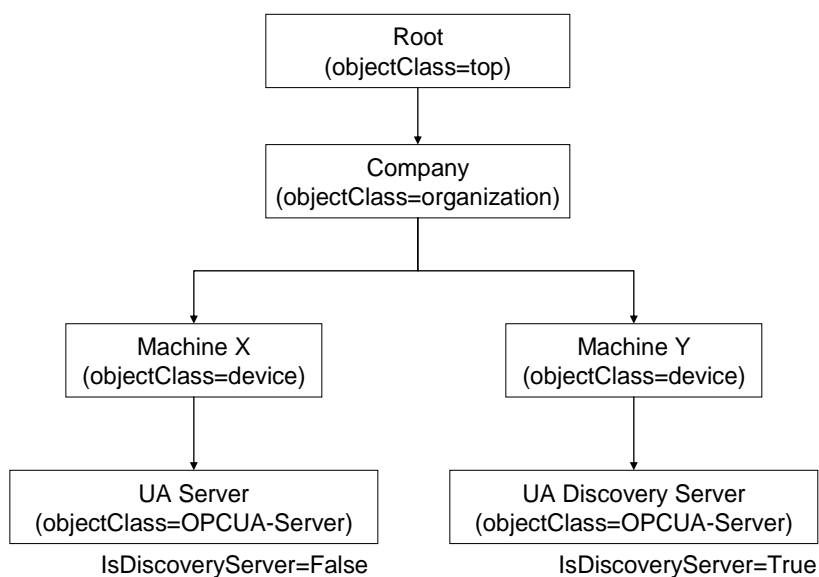 Root
(objectClass=top)
Company
(objectClass=organization)
Machine X
(objectClass=device)
Machine Y
(objectClass=device)
UA Server
(objectClass=OPCUA-Server)
IsDiscoveryServer=False
UA Discovery Server
(objectClass=OPCUA-Server)
IsDiscoveryServer=True